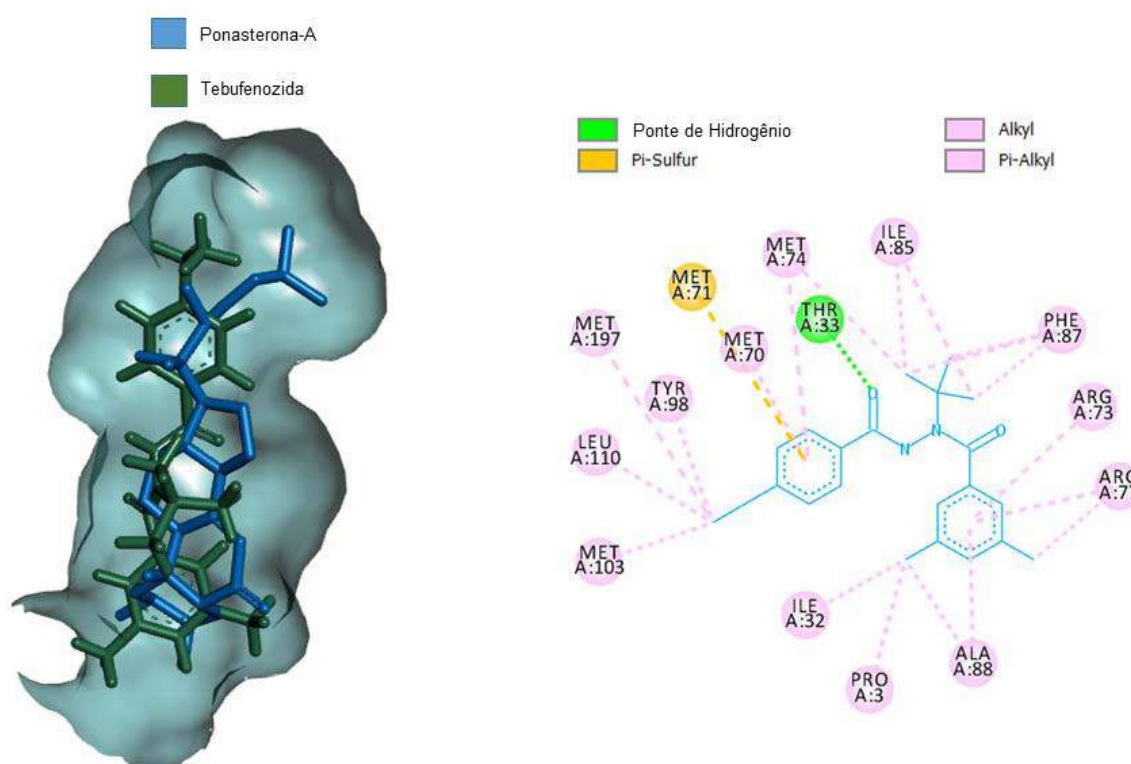 Ponasterona-A
Tebufenozida
Ponte de Hidrogênio
Pi-Sulfur
Alkyl
Pi-Alkyl
ILE
A:85
MET
A:74
MET
A:71
THR
A:33
PHE
A:87
MET
A:197
MET
A:70
TYR
A:98
ARG
A:73
O
LEU
A:110
N
N
O
MET
A:103
ILE
A:32
ALA
A:88
PRO
A:3